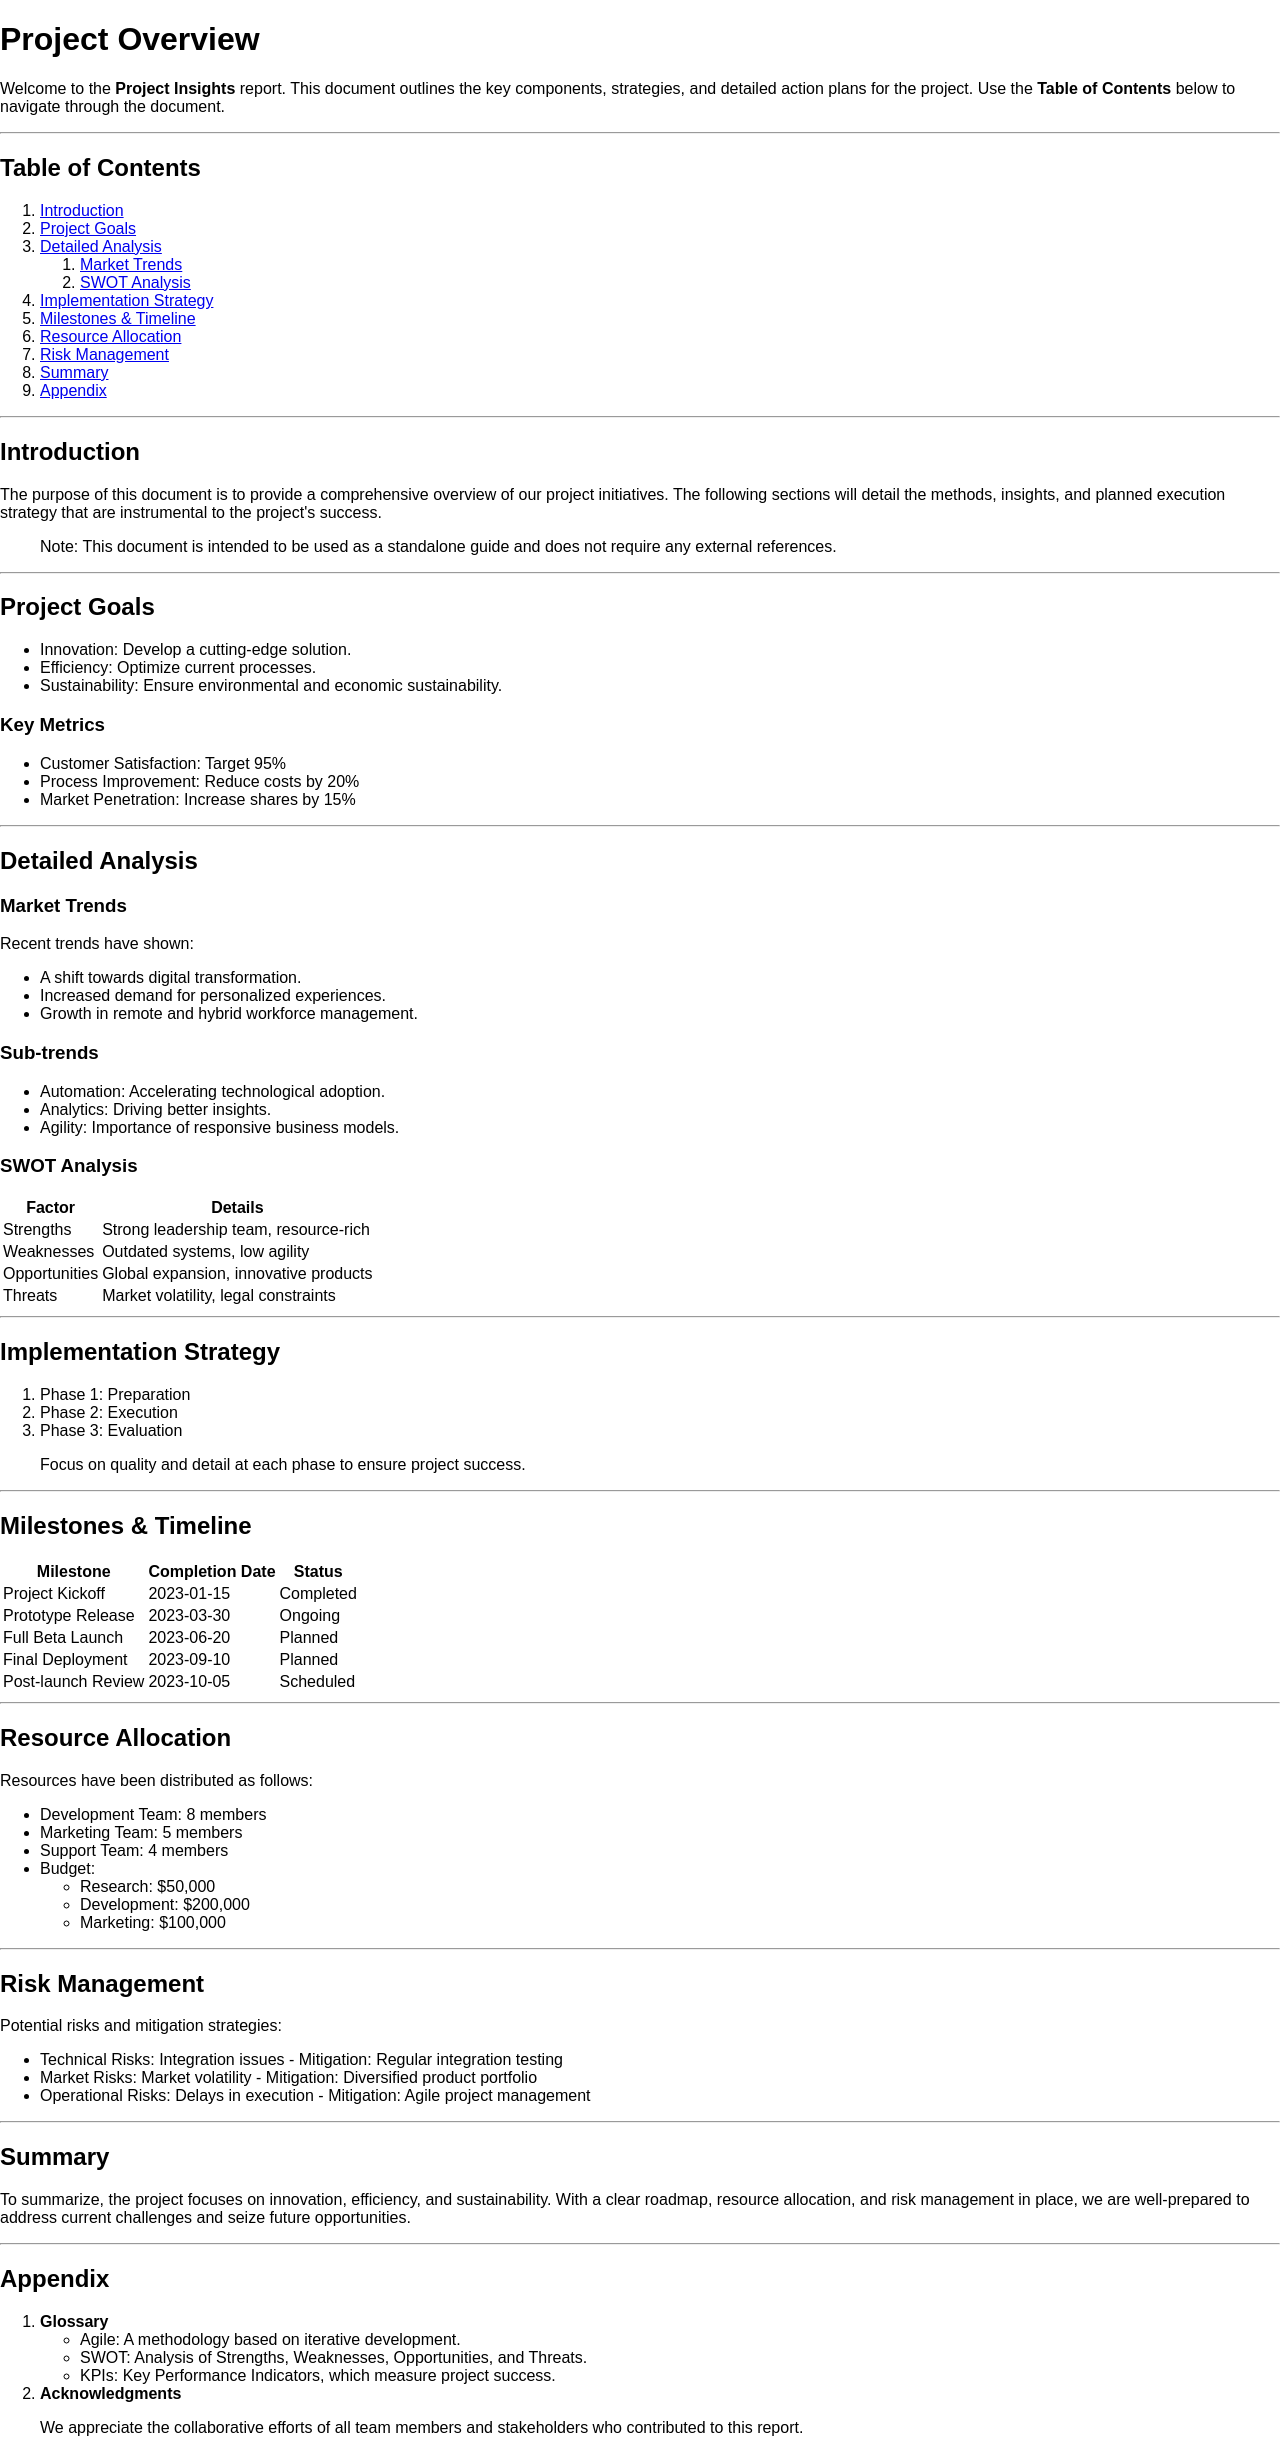 Project Overview
Welcome to the Project Insights report. This document outlines the key components, strategies, and detailed action plans for the project. Use the Table of Contents below to
navigate through the document.
Table of Contents
1. Introduction
2. Project Goals
3. Detailed Analysis
1. Market Trends
2. SWOT Analysis
4. Implementation Strategy
5. Milestones & Timeline
6. Resource Allocation
7. Risk Management
8. Summary
9. Appendix
Introduction
The purpose of this document is to provide a comprehensive overview of our project initiatives. The following sections will detail the methods, insights, and planned execution
strategy that are instrumental to the project's success.
Note: This document is intended to be used as a standalone guide and does not require any external references.
Project Goals
• Innovation: Develop a cutting-edge solution.
• Efficiency: Optimize current processes.
• Sustainability: Ensure environmental and economic sustainability.
Key Metrics
• Customer Satisfaction: Target 95%
• Process Improvement: Reduce costs by 20%
• Market Penetration: Increase shares by 15%
Detailed Analysis
Market Trends
Recent trends have shown:
• A shift towards digital transformation.
• Increased demand for personalized experiences.
• Growth in remote and hybrid workforce management.
Sub-trends
• Automation: Accelerating technological adoption.
• Analytics: Driving better insights.
• Agility: Importance of responsive business models.
SWOT Analysis
Factor Details
Strengths Strong leadership team, resource-rich
Weaknesses Outdated systems, low agility
Opportunities Global expansion, innovative products
Threats Market volatility, legal constraints
Implementation Strategy
1. Phase 1: Preparation
2. Phase 2: Execution
3. Phase 3: Evaluation
Focus on quality and detail at each phase to ensure project success.
Milestones & Timeline
Milestone Completion Date Status
Project Kickoff 2023-01-15 Completed
Prototype Release 2023-03-30 Ongoing
Full Beta Launch 2023-06-20 Planned
Final Deployment 2023-09-10 Planned
Post-launch Review 2023-10-05 Scheduled
Resource Allocation
Resources have been distributed as follows:
• Development Team: 8 members
• Marketing Team: 5 members
• Support Team: 4 members
• Budget:
◦ Research: $50,000
◦ Development: $200,000
◦ Marketing: $100,000
Risk Management
Potential risks and mitigation strategies:
• Technical Risks: Integration issues - Mitigation: Regular integration testing
• Market Risks: Market volatility - Mitigation: Diversified product portfolio
• Operational Risks: Delays in execution - Mitigation: Agile project management
Summary
To summarize, the project focuses on innovation, efficiency, and sustainability. With a clear roadmap, resource allocation, and risk management in place, we are well-prepared to
address current challenges and seize future opportunities.
Appendix
1. Glossary
◦ Agile: A methodology based on iterative development.
◦ SWOT: Analysis of Strengths, Weaknesses, Opportunities, and Threats.
◦ KPIs: Key Performance Indicators, which measure project success.
2. Acknowledgments
We appreciate the collaborative efforts of all team members and stakeholders who contributed to this report.